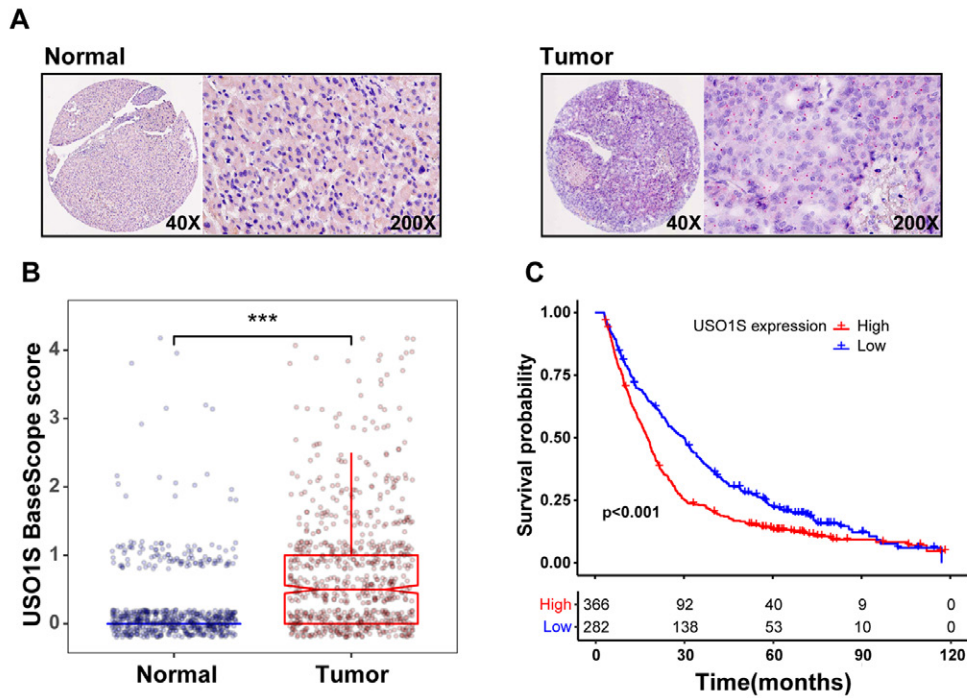 A
Normal
Tumor
40X
200X
40X
200X
B
***
USO1S BaseScope score
4
3
2
1
0
Normal
Tumor
C
USO1S expression
High
Low
Survival probability
1.00
0.75
0.50
0.25
0.00
p<0.001
High 366 92 40 9 0
Low 282 138 53 10 0
0 30 60 90 120
Time(months)